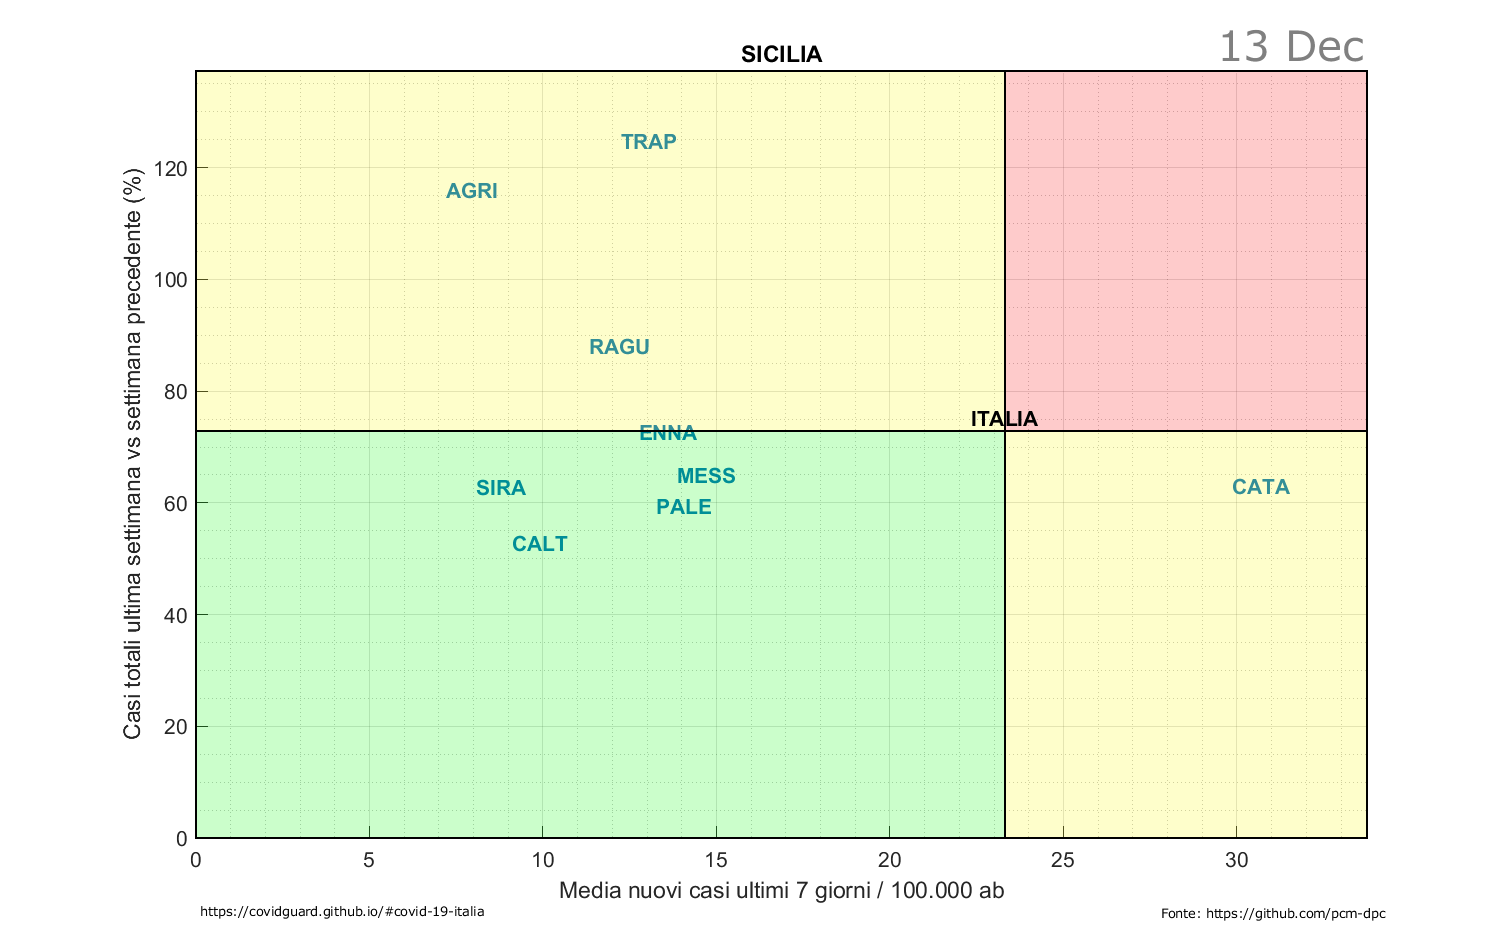 13 Dec
SICILIA
TRAP
120
AGRI
100
RAGU
80
ITALIA
ENNA
MESS
SIRA
CATA
60
PALE
CALT
40
20
0
Casi totali ultima settimana vs settimana precedente (%)
0 5 10 15 20 25 30
Media nuovi casi ultimi 7 giorni / 100.000 ab
https://covidguard.github.io/#covid-19-italia
Fonte: https://github.com/pcm-dpc